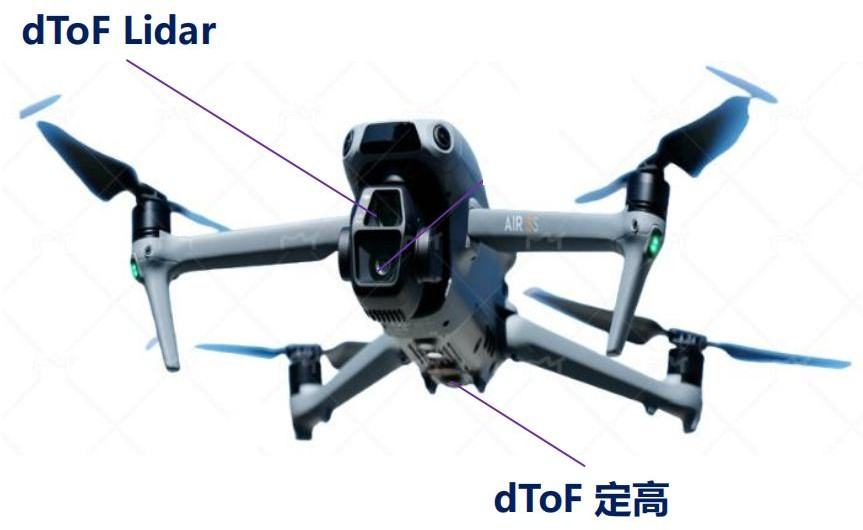 dToF Lidar
AIR 3S
dToF 定高